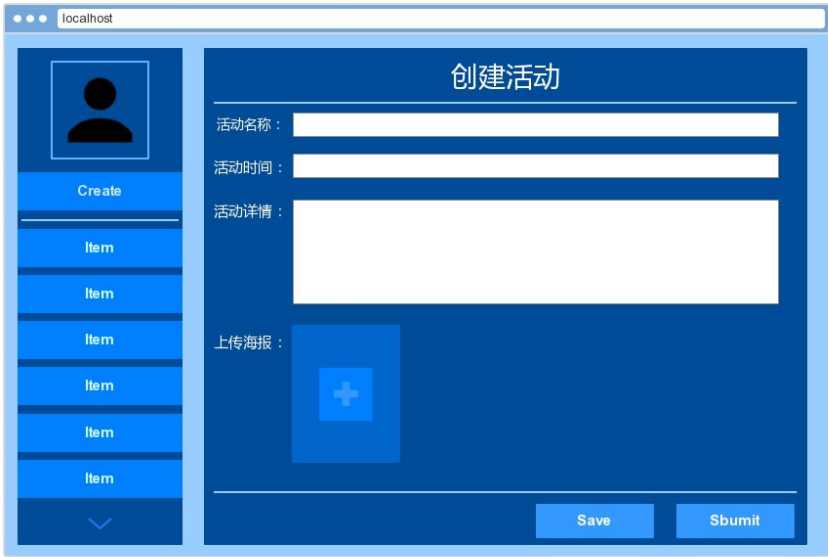 localhost
Create
Item
Item
Item
Item
Item
Item
创建活动
活动名称：
活动时间：
活动详情：
上传海报：
Save
Sbumit